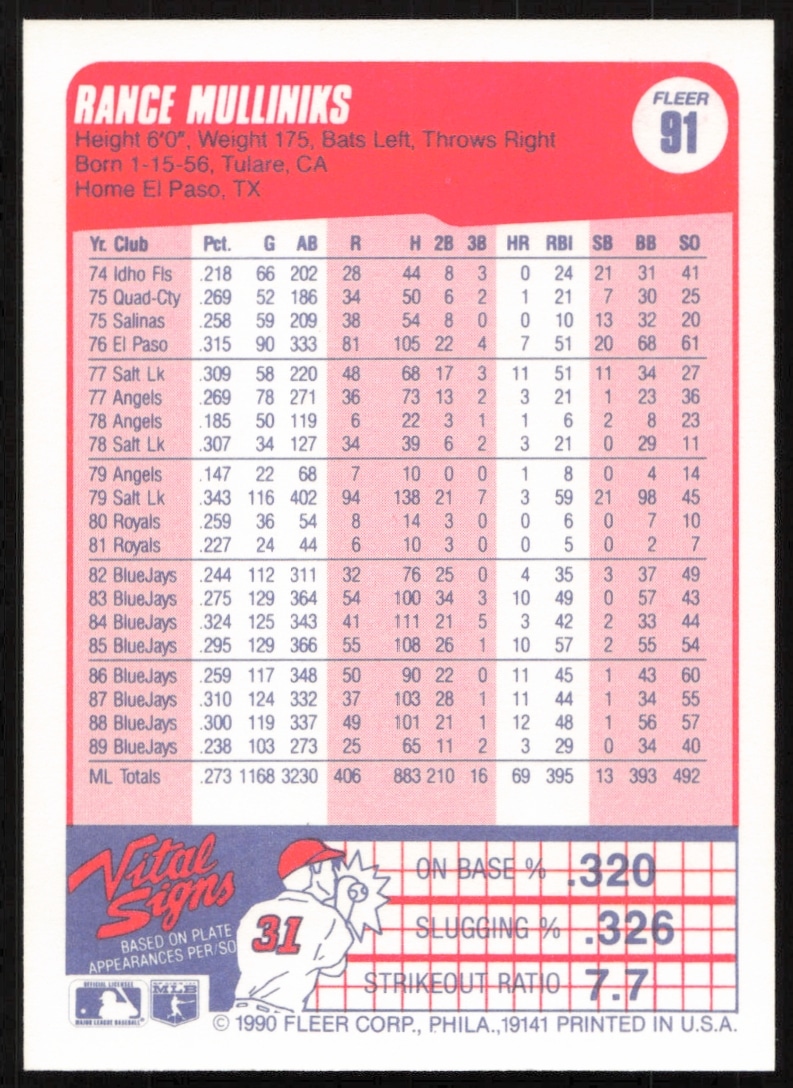 RANCE MULLINIKS
FLEER
91
Height 6'0", Weight 175, Bats Left, Throws Right
Born 1-15-56, Tulare, CA
Home El Paso, TX
Yr. Club Pct. G AB R H 2B 3B HR RBI SB BB SO
74 Idho Fls .218 66 202 28 44 8 3 0 24 21 31 41
75 Quad-Cty .269 52 186 34 50 6 2 1 21 7 30 25
75 Salinas .258 59 209 38 54 8 0 0 10 13 32 20
76 El Paso .315 90 333 81 105 22 4 7 51 20 68 61
77 Salt Lk .309 58 220 48 68 17 3 11 51 11 34 27
77 Angels .269 78 271 36 73 13 2 3 21 1 23 36
78 Angels .185 50 119 6 22 3 1 1 6 2 8 23
78 Salt Lk .307 34 127 34 39 6 2 3 21 0 29 11
79 Angels .147 22 68 7 10 0 0 1 8 0 4 14
79 Salt Lk .343 116 402 94 138 21 7 3 59 21 98 45
80 Royals .259 36 54 8 14 3 0 0 6 0 7 10
81 Royals .227 24 44 6 10 3 0 0 5 0 2 7
82 BlueJays .244 112 311 32 76 25 0 4 35 3 37 49
83 BlueJays .275 129 364 54 100 34 3 10 49 0 57 43
84 BlueJays .324 125 343 41 111 21 5 3 42 2 33 44
85 BlueJays .295 129 366 55 108 26 1 10 57 2 55 54
86 BlueJays .259 117 348 50 90 22 0 11 45 1 43 60
87 BlueJays .310 124 332 37 103 28 1 11 44 1 34 55
88 BlueJays .300 119 337 49 101 21 1 12 48 1 56 57
89 BlueJays .238 103 273 25 65 11 2 3 29 0 34 40
ML Totals .273 1168 3230 406 883 210 16 69 395 13 393 492
Vital
Signs
BASED ON PLATE
APPEARANCES PER/SO
31
ON BASE % .320
SLUGGING % .326
STRIKEOUT RATIO 7.7
OFFICIAL LICENSEE
MAJOR LEAGUE BASEBALL
MLB
© 1990 FLEER CORP., PHILA.,19141 PRINTED IN U.S.A.